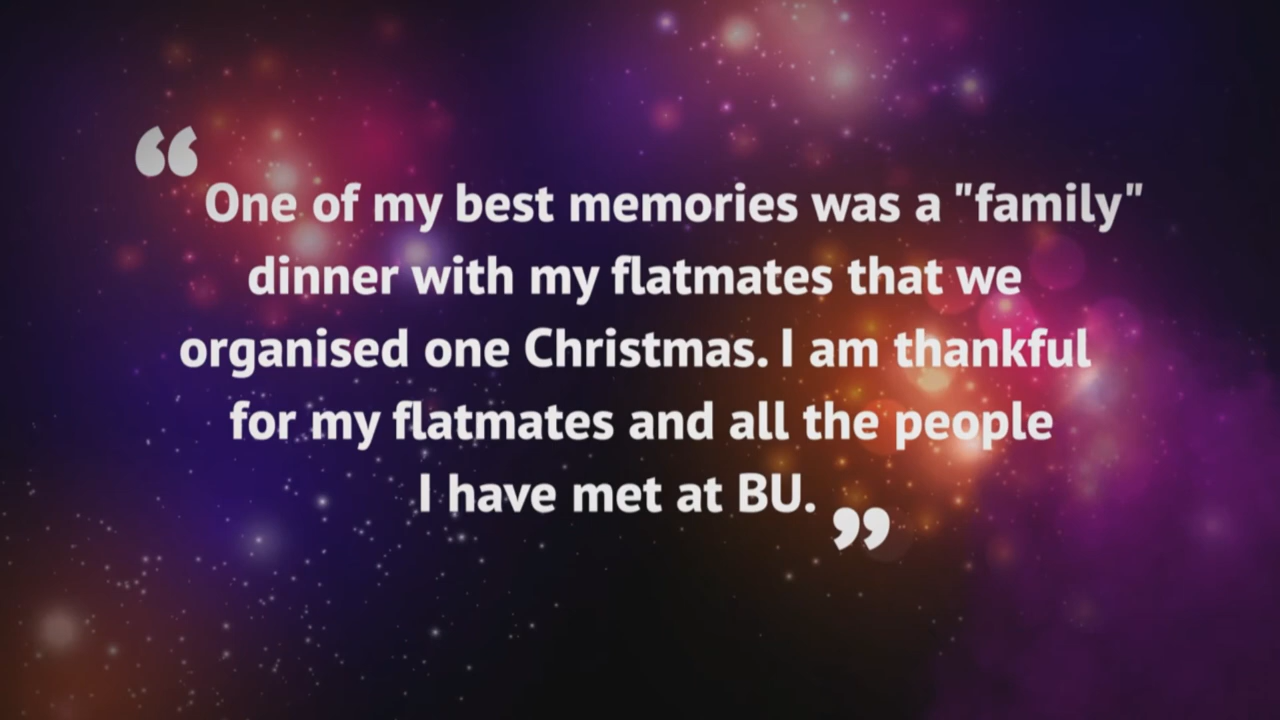 “One of my best memories was a "family"
dinner with my flatmates that we
organised one Christmas. I am thankful
for my flatmates and all the people
I have met at BU.”